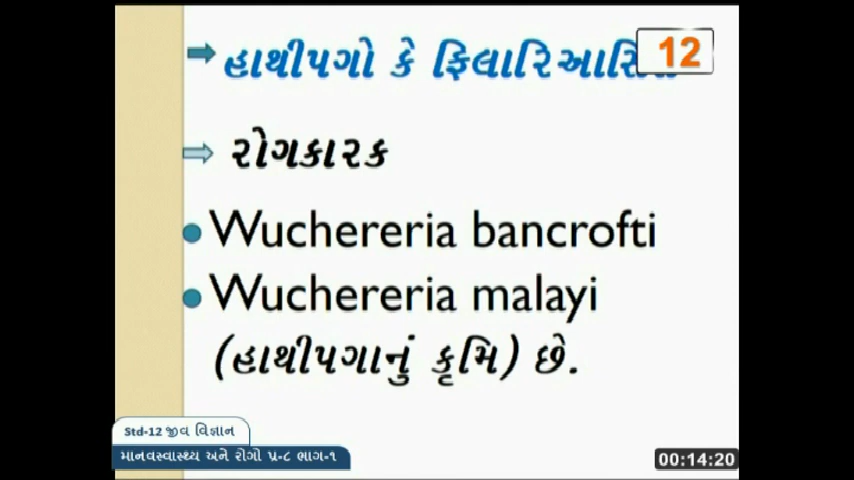 હાથીપગો કે ફિલારિઆસિ
12
રોગકારક
Wuchereria bancrofti
Wuchereria malayi
(હાથીપગાનું કૃમિ) છે.
Std-12 જીવ વિજ્ઞાન
માનવસ્વાસ્થ્ય અને રોગો પ્ર-૮ ભાગ-૧
00:14:20